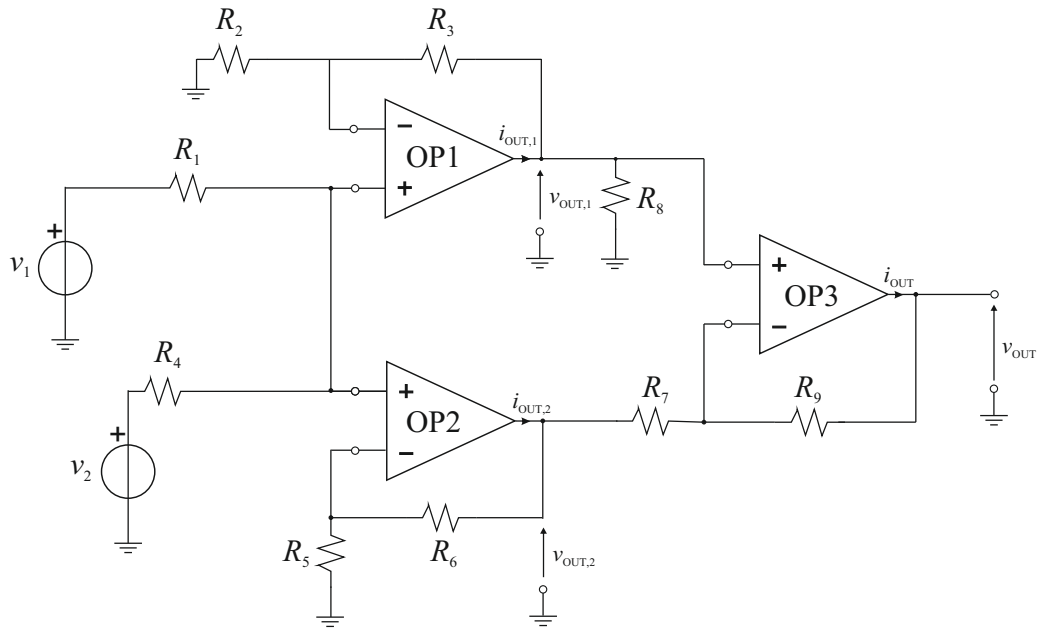 R2 R3
− OP1 + iOUT,1
R1
vOUT,1 R8
+ v1
+ OP3 − iOUT
vOUT
R4
+ OP2 − iOUT,2
R7 R9
+ v2
R5 R6
vOUT,2